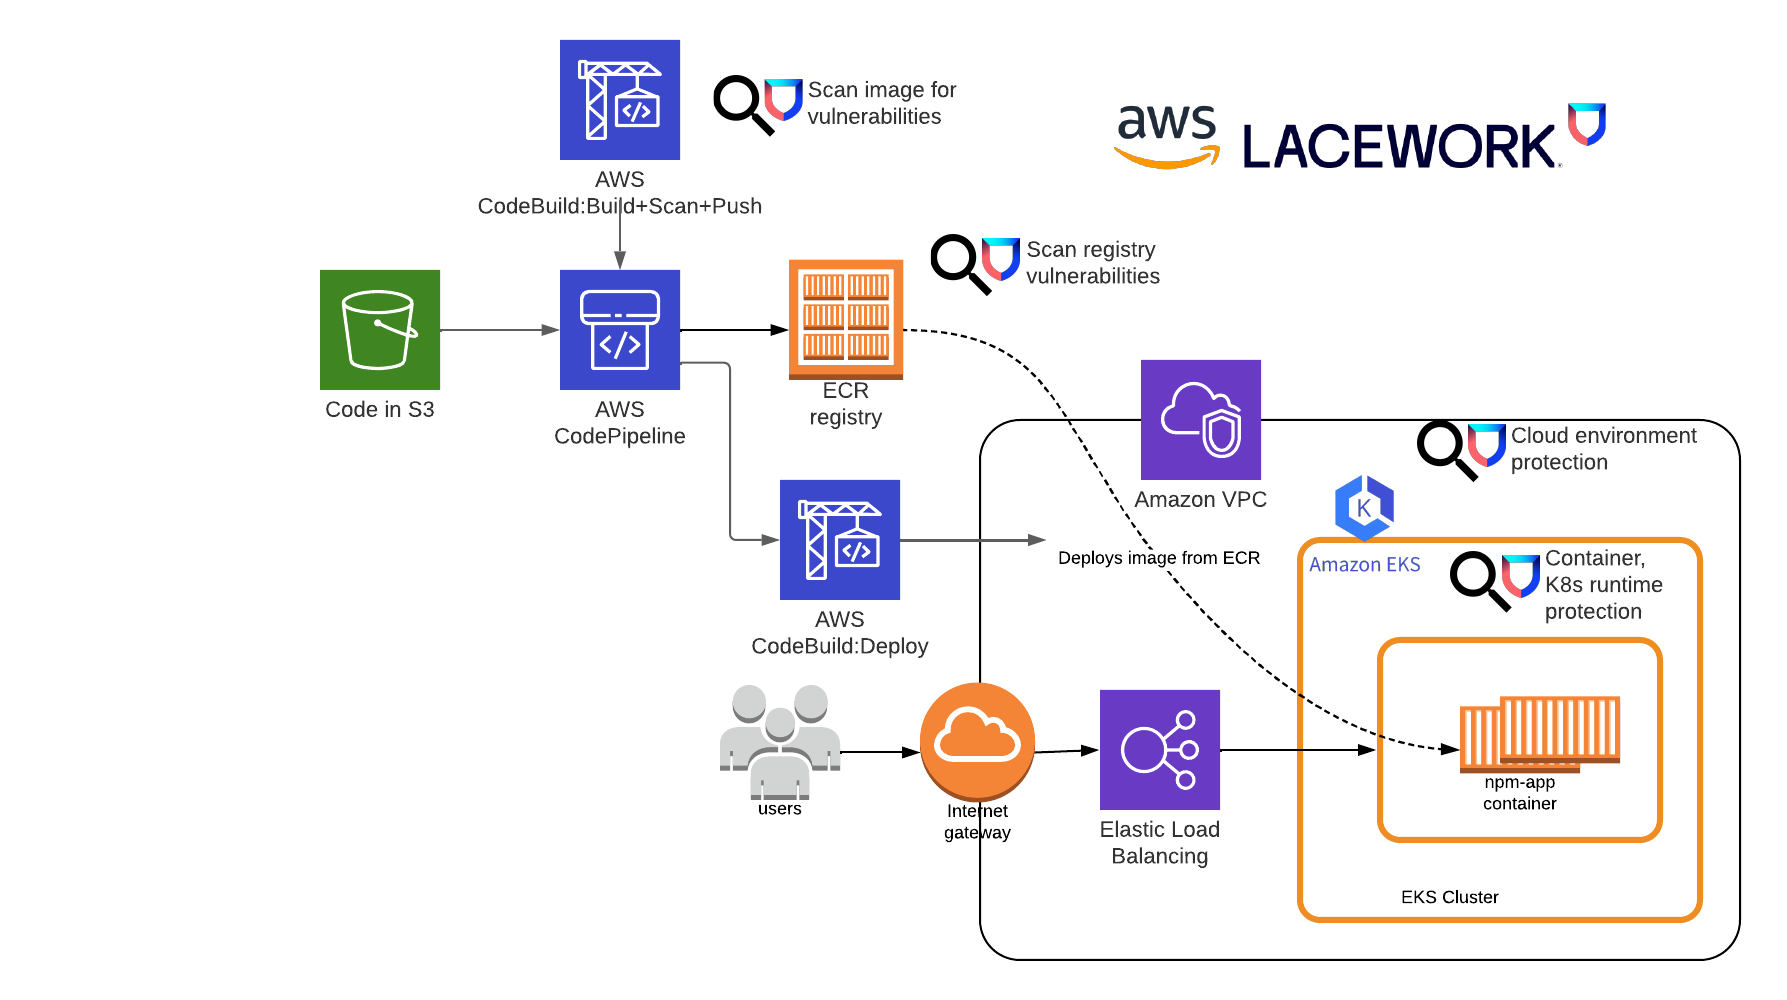 Scan image for
vulnerabilities
aws
LACEWORK
AWS
CodeBuild:Build+Scan+Push
Scan registry
vulnerabilities
Code in S3
AWS
CodePipeline
ECR
registry
Cloud environment
protection
Amazon VPC
K
Deploys image from ECR
Amazon EKS
Container,
K8s runtime
protection
AWS
CodeBuild:Deploy
users
Internet
gateway
Elastic Load
Balancing
npm-app
container
EKS Cluster